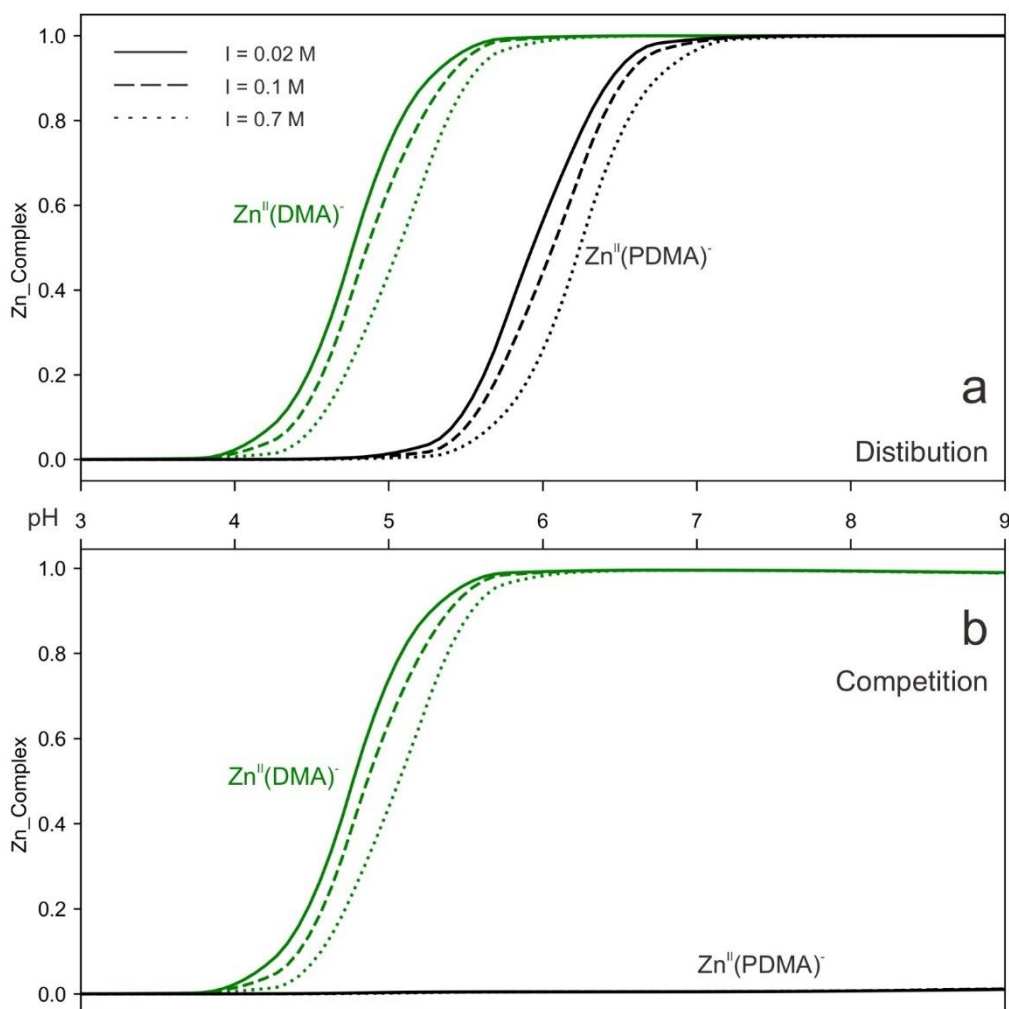 1.0
I = 0.02 M
I = 0.1 M
I = 0.7 M
0.8
0.6
Zn^II(DMA)^-
Zn^II(PDMA)^-
Zn_Complex
0.4
0.2
a
0.0
Distibution
pH 3 4 5 6 7 8 9
1.0
b
0.8
Competition
0.6
Zn^II(DMA)^-
Zn_Complex
0.4
0.2
Zn^II(PDMA)^-
0.0